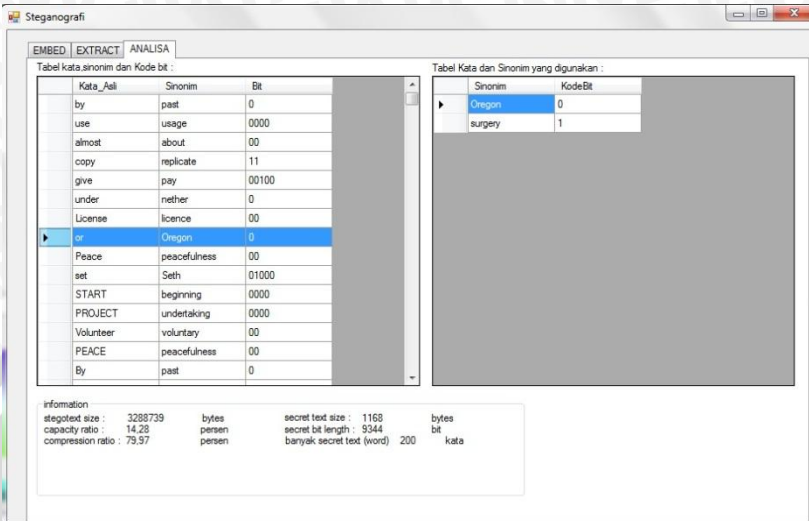 Steganografi
EMBED EXTRACT ANALISA
Tabel kata,sinonim dan Kode bit :
Kata_Asli Sinonim Bit
by past 0
use usage 0000
almost about 00
copy replicate 11
give pay 00100
under nether 0
License licence 00
or Oregon 0
Peace peacefulness 00
set Seth 01000
START beginning 0000
PROJECT undertaking 0000
Volunteer voluntary 00
PEACE peacefulness 00
By past 0
Tabel Kata dan Sinonim yang digunakan :
Sinonim KodeBit
Oregon 0
surgery 1
information
stegotext size : 3288739 bytes secret text size : 1168 bytes
capacity ratio : 14,28 persen secret bit length : 9344 bit
compression ratio : 79,97 persen banyak secret text (word) 200 kata